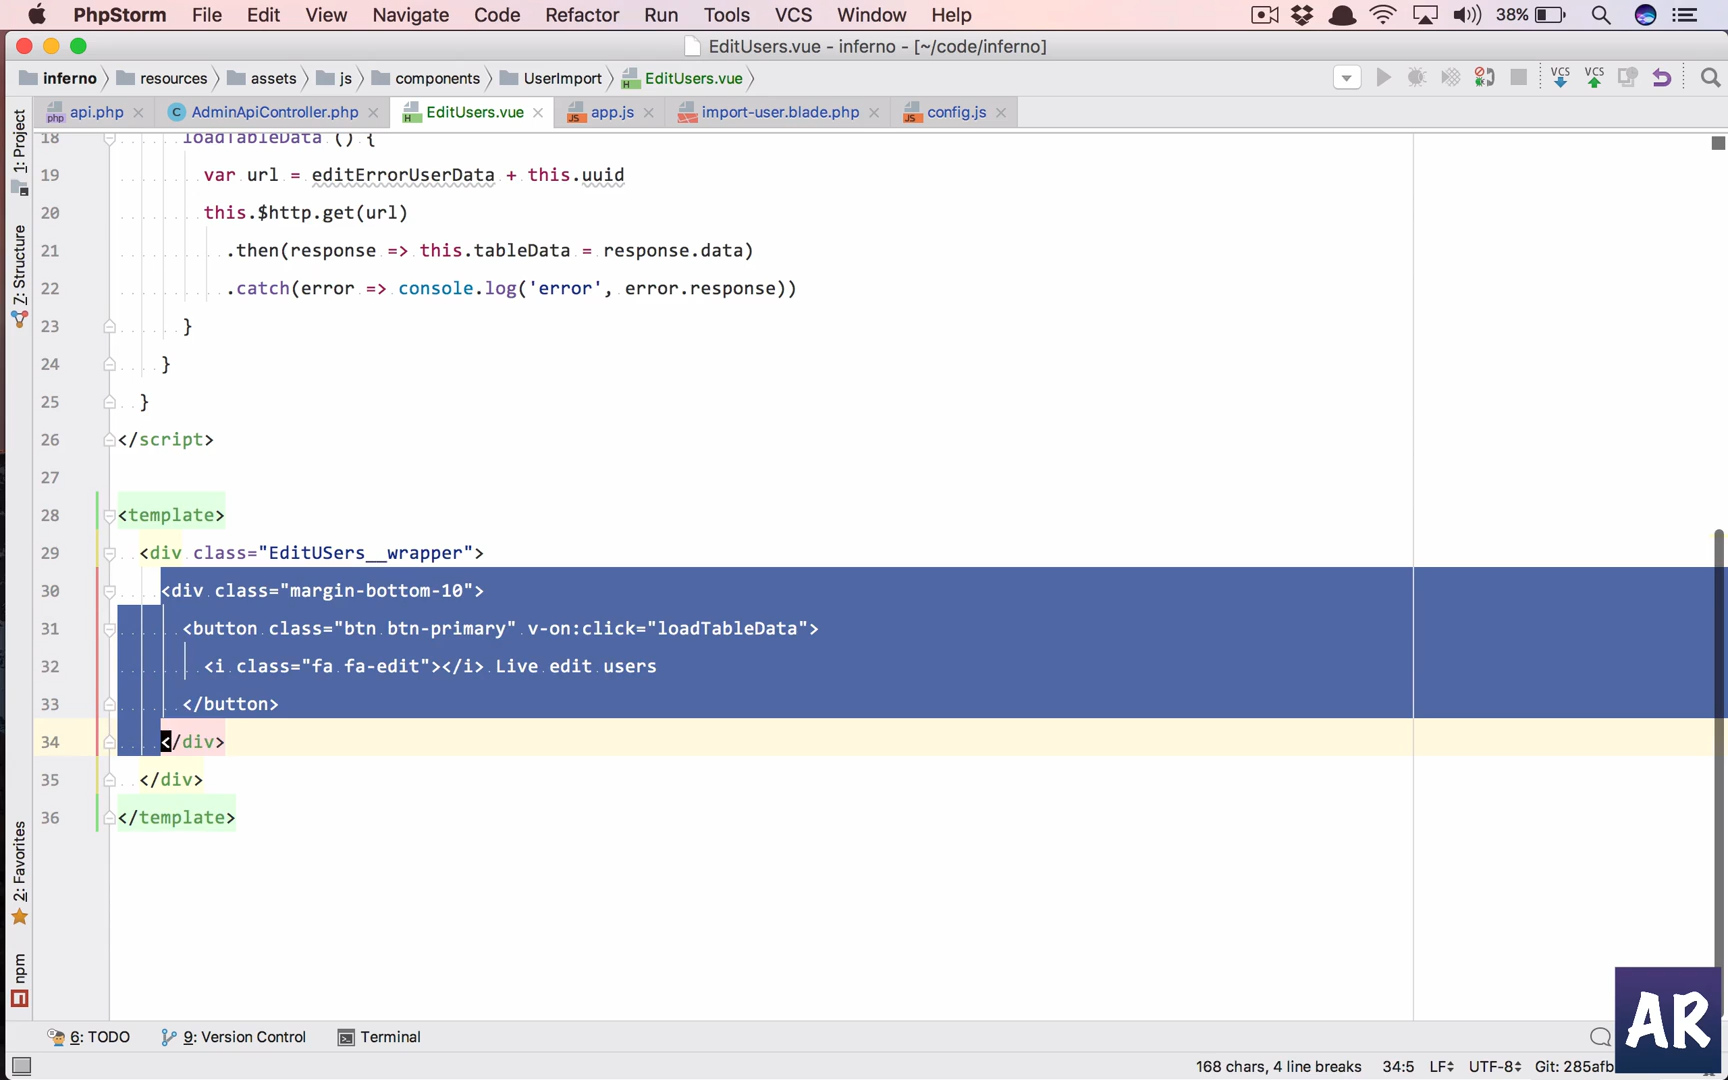 PhpStorm File Edit View Navigate Code Refactor Run Tools VCS Window Help 38%
EditUsers.vue - inferno - [~/code/inferno]
inferno resources assets js components UserImport EditUsers.vue VCS VCS
api.php AdminApiController.php EditUsers.vue app.js import-user.blade.php config.js
1: Project
7: Structure
2: Favorites
npm
18 loadTableData () {
19 var url = editErrorUserData + this.uuid
20 this.$http.get(url)
21 .then(response => this.tableData = response.data)
22 .catch(error => console.log('error', error.response))
23 }
24 }
25 }
26 </script>
27
28 <template>
29 <div class="EditUSers__wrapper">
30 <div class="margin-bottom-10">
31 <button class="btn btn-primary" v-on:click="loadTableData">
32 <i class="fa fa-edit"></i> Live edit users
33 </button>
34 </div>
35 </div>
36 </template>
6: TODO 9: Version Control Terminal
168 chars, 4 line breaks 34:5 LF UTF-8 Git: 285afb
AR